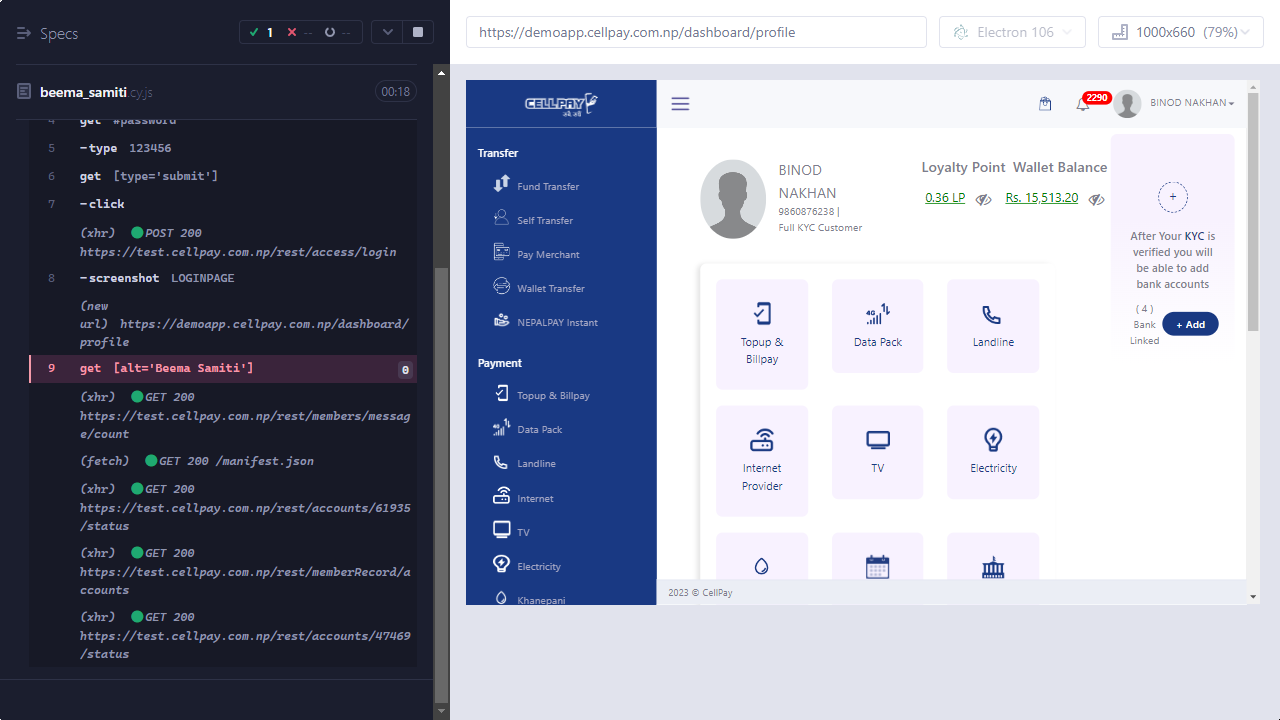 Specs
1
--
--
beema_samiti.cy.js
00:18
4 get #password
5 -type 123456
6 get [type='submit']
7 -click
(xhr) POST 200
https://test.cellpay.com.np/rest/access/login
8 -screenshot LOGINPAGE
(new
url) https://demoapp.cellpay.com.np/dashboard/
profile
9 get [alt='Beema Samiti'] 0
(xhr) GET 200
https://test.cellpay.com.np/rest/members/messag
e/count
(fetch) GET 200 /manifest.json
(xhr) GET 200
https://test.cellpay.com.np/rest/accounts/61935
/status
(xhr) GET 200
https://test.cellpay.com.np/rest/memberRecord/a
ccounts
(xhr) GET 200
https://test.cellpay.com.np/rest/accounts/47469
/status
https://demoapp.cellpay.com.np/dashboard/profile
Electron 106
1000x660 (79%)
CELLPAY
Transfer
Fund Transfer
Self Transfer
Pay Merchant
Wallet Transfer
NEPALPAY Instant
Payment
Topup & Billpay
Data Pack
Landline
Internet
TV
Electricity
Khanepani
2290
BINOD NAKHAN
BINOD
NAKHAN
9860876238 |
Full KYC Customer
Loyalty Point
0.36 LP
Wallet Balance
Rs. 15,513.20
+
After Your KYC is
verified you will
be able to add
bank accounts
( 4 )
Bank
Linked
+ Add
Topup &
Billpay
4G
Data Pack
Landline
Internet
Provider
TV
Electricity
2023 © CellPay